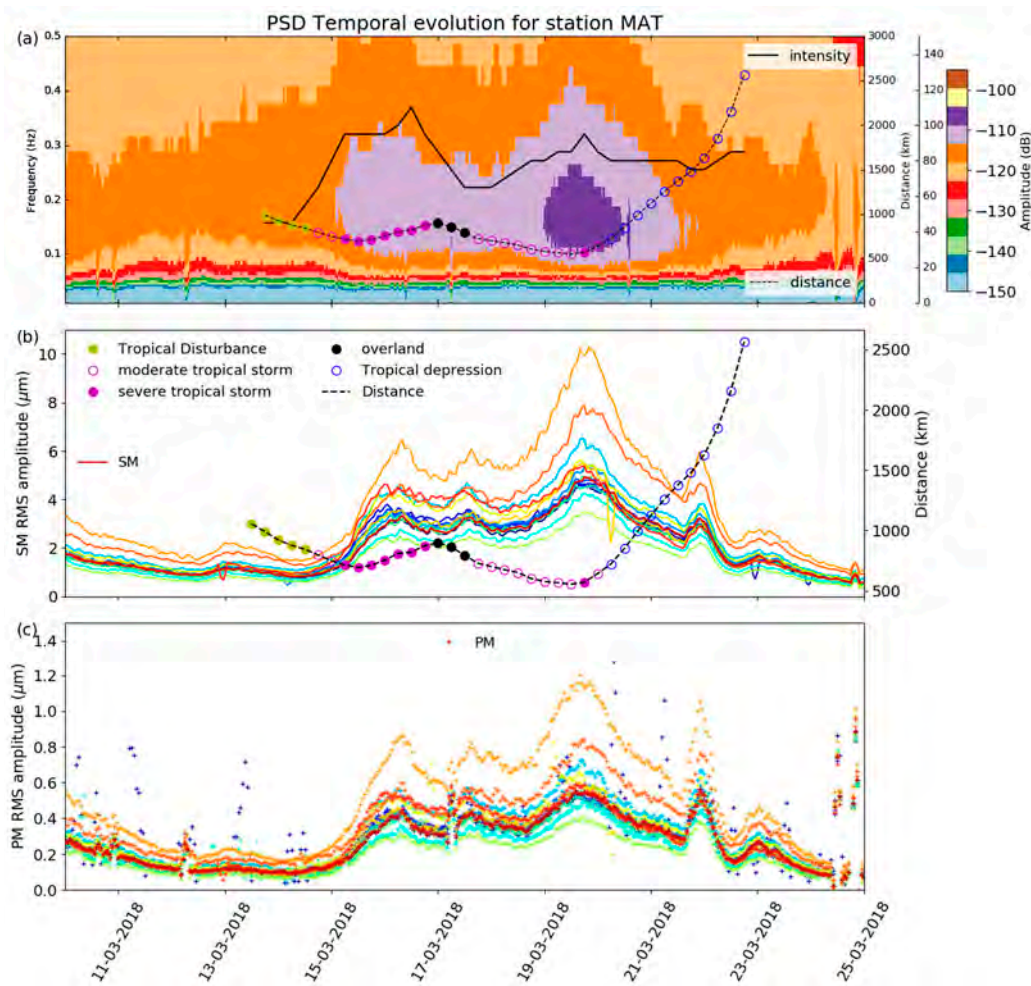 PSD Temporal evolution for station MAT
(a)
0.5
0.4
0.3
0.2
0.1
Frequency (Hz)
intensity
distance
3000
2500
2000
1500
1000
500
0
Distance (km)
140
120
100
80
60
40
20
0
−100
−110
−120
−130
−140
−150
Amplitude (dB)
(b)
10
8
6
4
2
0
SM RMS amplitude (μm)
Tropical Disturbance
moderate tropical storm
severe tropical storm
overland
Tropical depression
Distance
SM
2500
2000
1500
1000
500
Distance (km)
(c)
1.4
1.2
1.0
0.8
0.6
0.4
0.2
0.0
PM RMS amplitude (μm)
PM
11-03-2018
13-03-2018
15-03-2018
17-03-2018
19-03-2018
21-03-2018
23-03-2018
25-03-2018